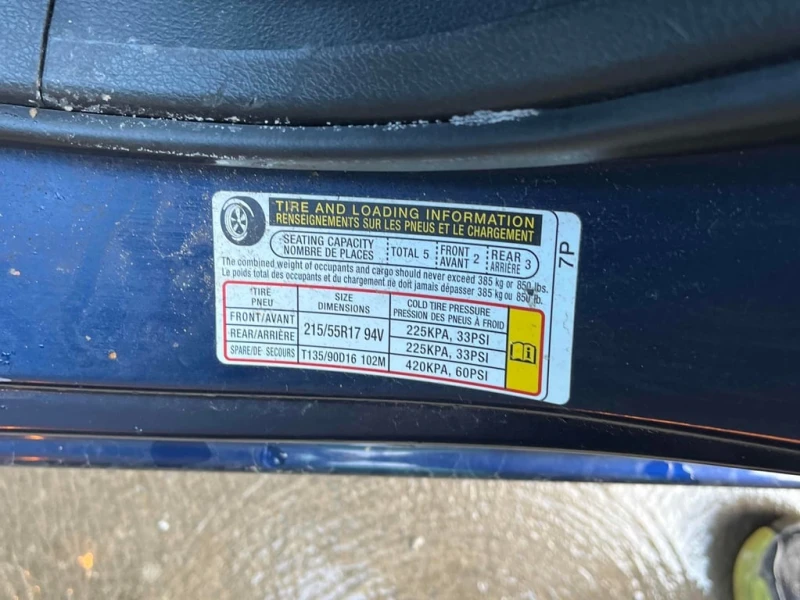 TIRE AND LOADING INFORMATION
RENSEIGNEMENTS SUR LES PNEUS ET LE CHARGEMENT
SEATING CAPACITY
NOMBRE DE PLACES
TOTAL 5
FRONT
AVANT 2
REAR
ARRIÈRE 3
The combined weight of occupants and cargo should never exceed 385 kg or 850 lbs.
Le poids total des occupants et du chargement ne doit jamais dépasser 385 kg ou 850 lb.
TIRE
PNEU
SIZE
DIMENSIONS
COLD TIRE PRESSURE
PRESSION DES PNEUS À FROID
FRONT/AVANT
215/55R17 94V
225KPA, 33PSI
REAR/ARRIÈRE
225KPA, 33PSI
SPARE/DE SECOURS
T135/90D16 102M
420KPA, 60PSI
7P